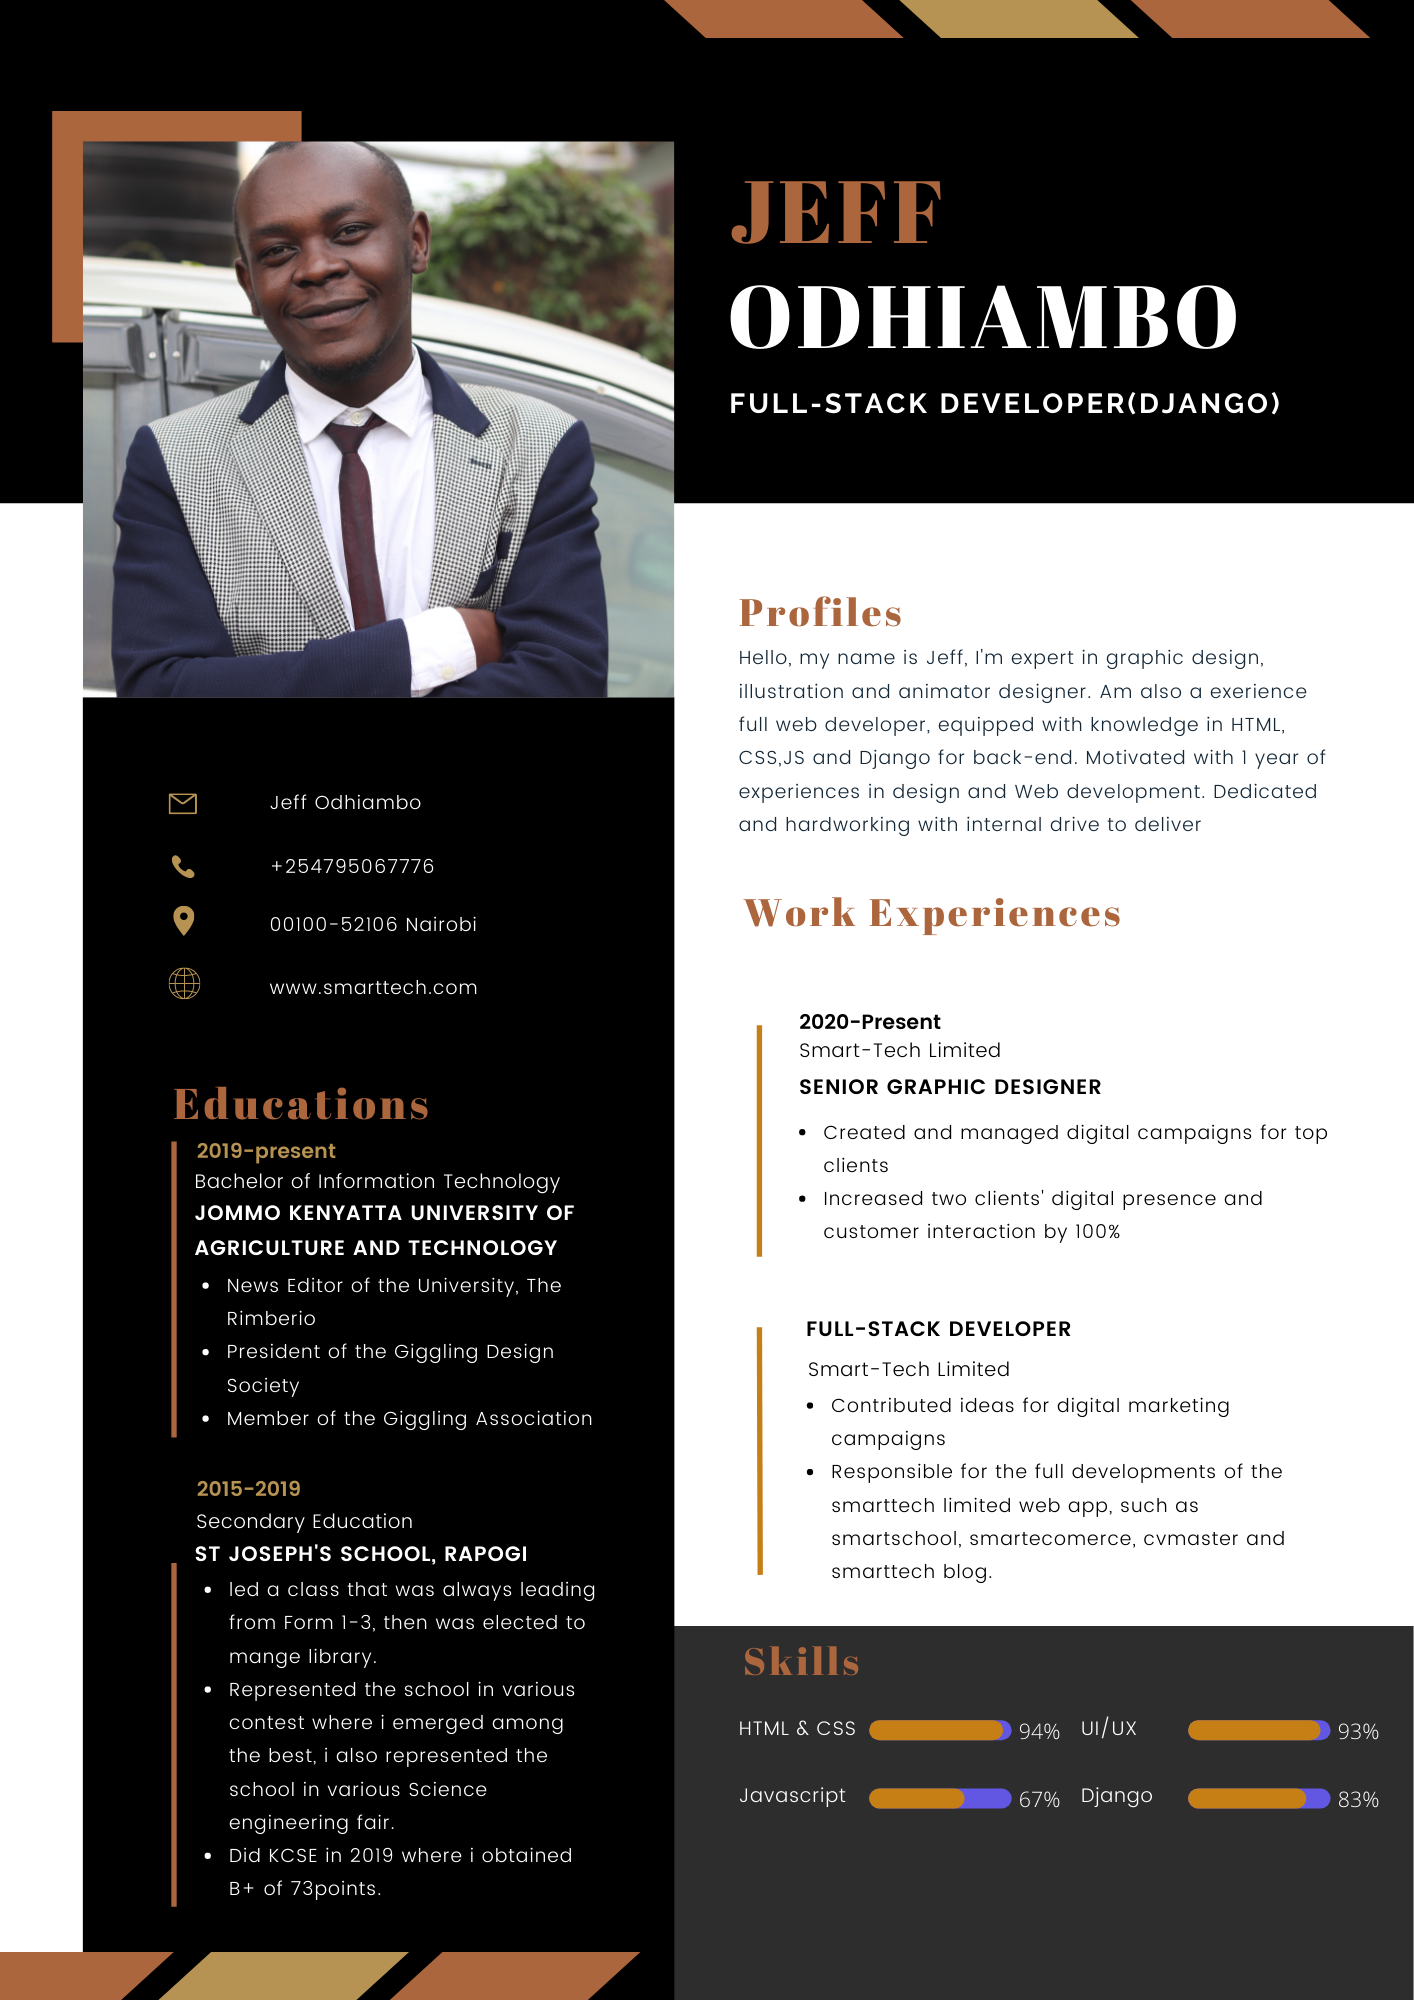 JEFF
ODHIAMBO
FULL-STACK DEVELOPER(DJANGO)
Jeff Odhiambo
+254795067776
00100-52106 Nairobi
www.smarttech.com
Educations
2019-present
Bachelor of Information Technology
JOMMO KENYATTA UNIVERSITY OF
AGRICULTURE AND TECHNOLOGY
• News Editor of the University, The
Rimberio
• President of the Giggling Design
Society
• Member of the Giggling Association
2015-2019
Secondary Education
ST JOSEPH'S SCHOOL, RAPOGI
• led a class that was always leading
from Form 1-3, then was elected to
mange library.
• Represented the school in various
contest where i emerged among
the best, i also represented the
school in various Science
engineering fair.
• Did KCSE in 2019 where i obtained
B+ of 73points.
Profiles
Hello, my name is Jeff, I'm expert in graphic design,
illustration and animator designer. Am also a exerience
full web developer, equipped with knowledge in HTML,
CSS,JS and Django for back-end. Motivated with 1 year of
experiences in design and Web development. Dedicated
and hardworking with internal drive to deliver
Work Experiences
2020-Present
Smart-Tech Limited
SENIOR GRAPHIC DESIGNER
• Created and managed digital campaigns for top
clients
• Increased two clients' digital presence and
customer interaction by 100%
FULL-STACK DEVELOPER
Smart-Tech Limited
• Contributed ideas for digital marketing
campaigns
• Responsible for the full developments of the
smarttech limited web app, such as
smartschool, smartecomerce, cvmaster and
smarttech blog.
Skills
HTML & CSS 94% UI/UX 93%
Javascript 67% Django 83%